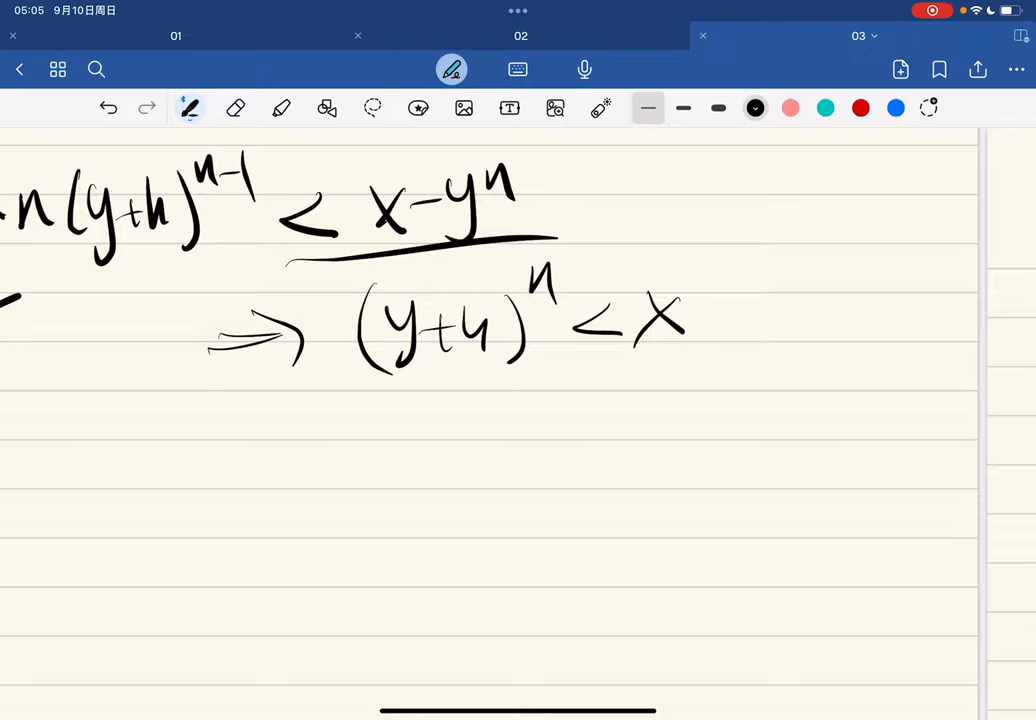 05:05 9月10日周日
01 02 03
n(y+h)^{n-1} < x-y^n
⇒ (y+h)^n < x